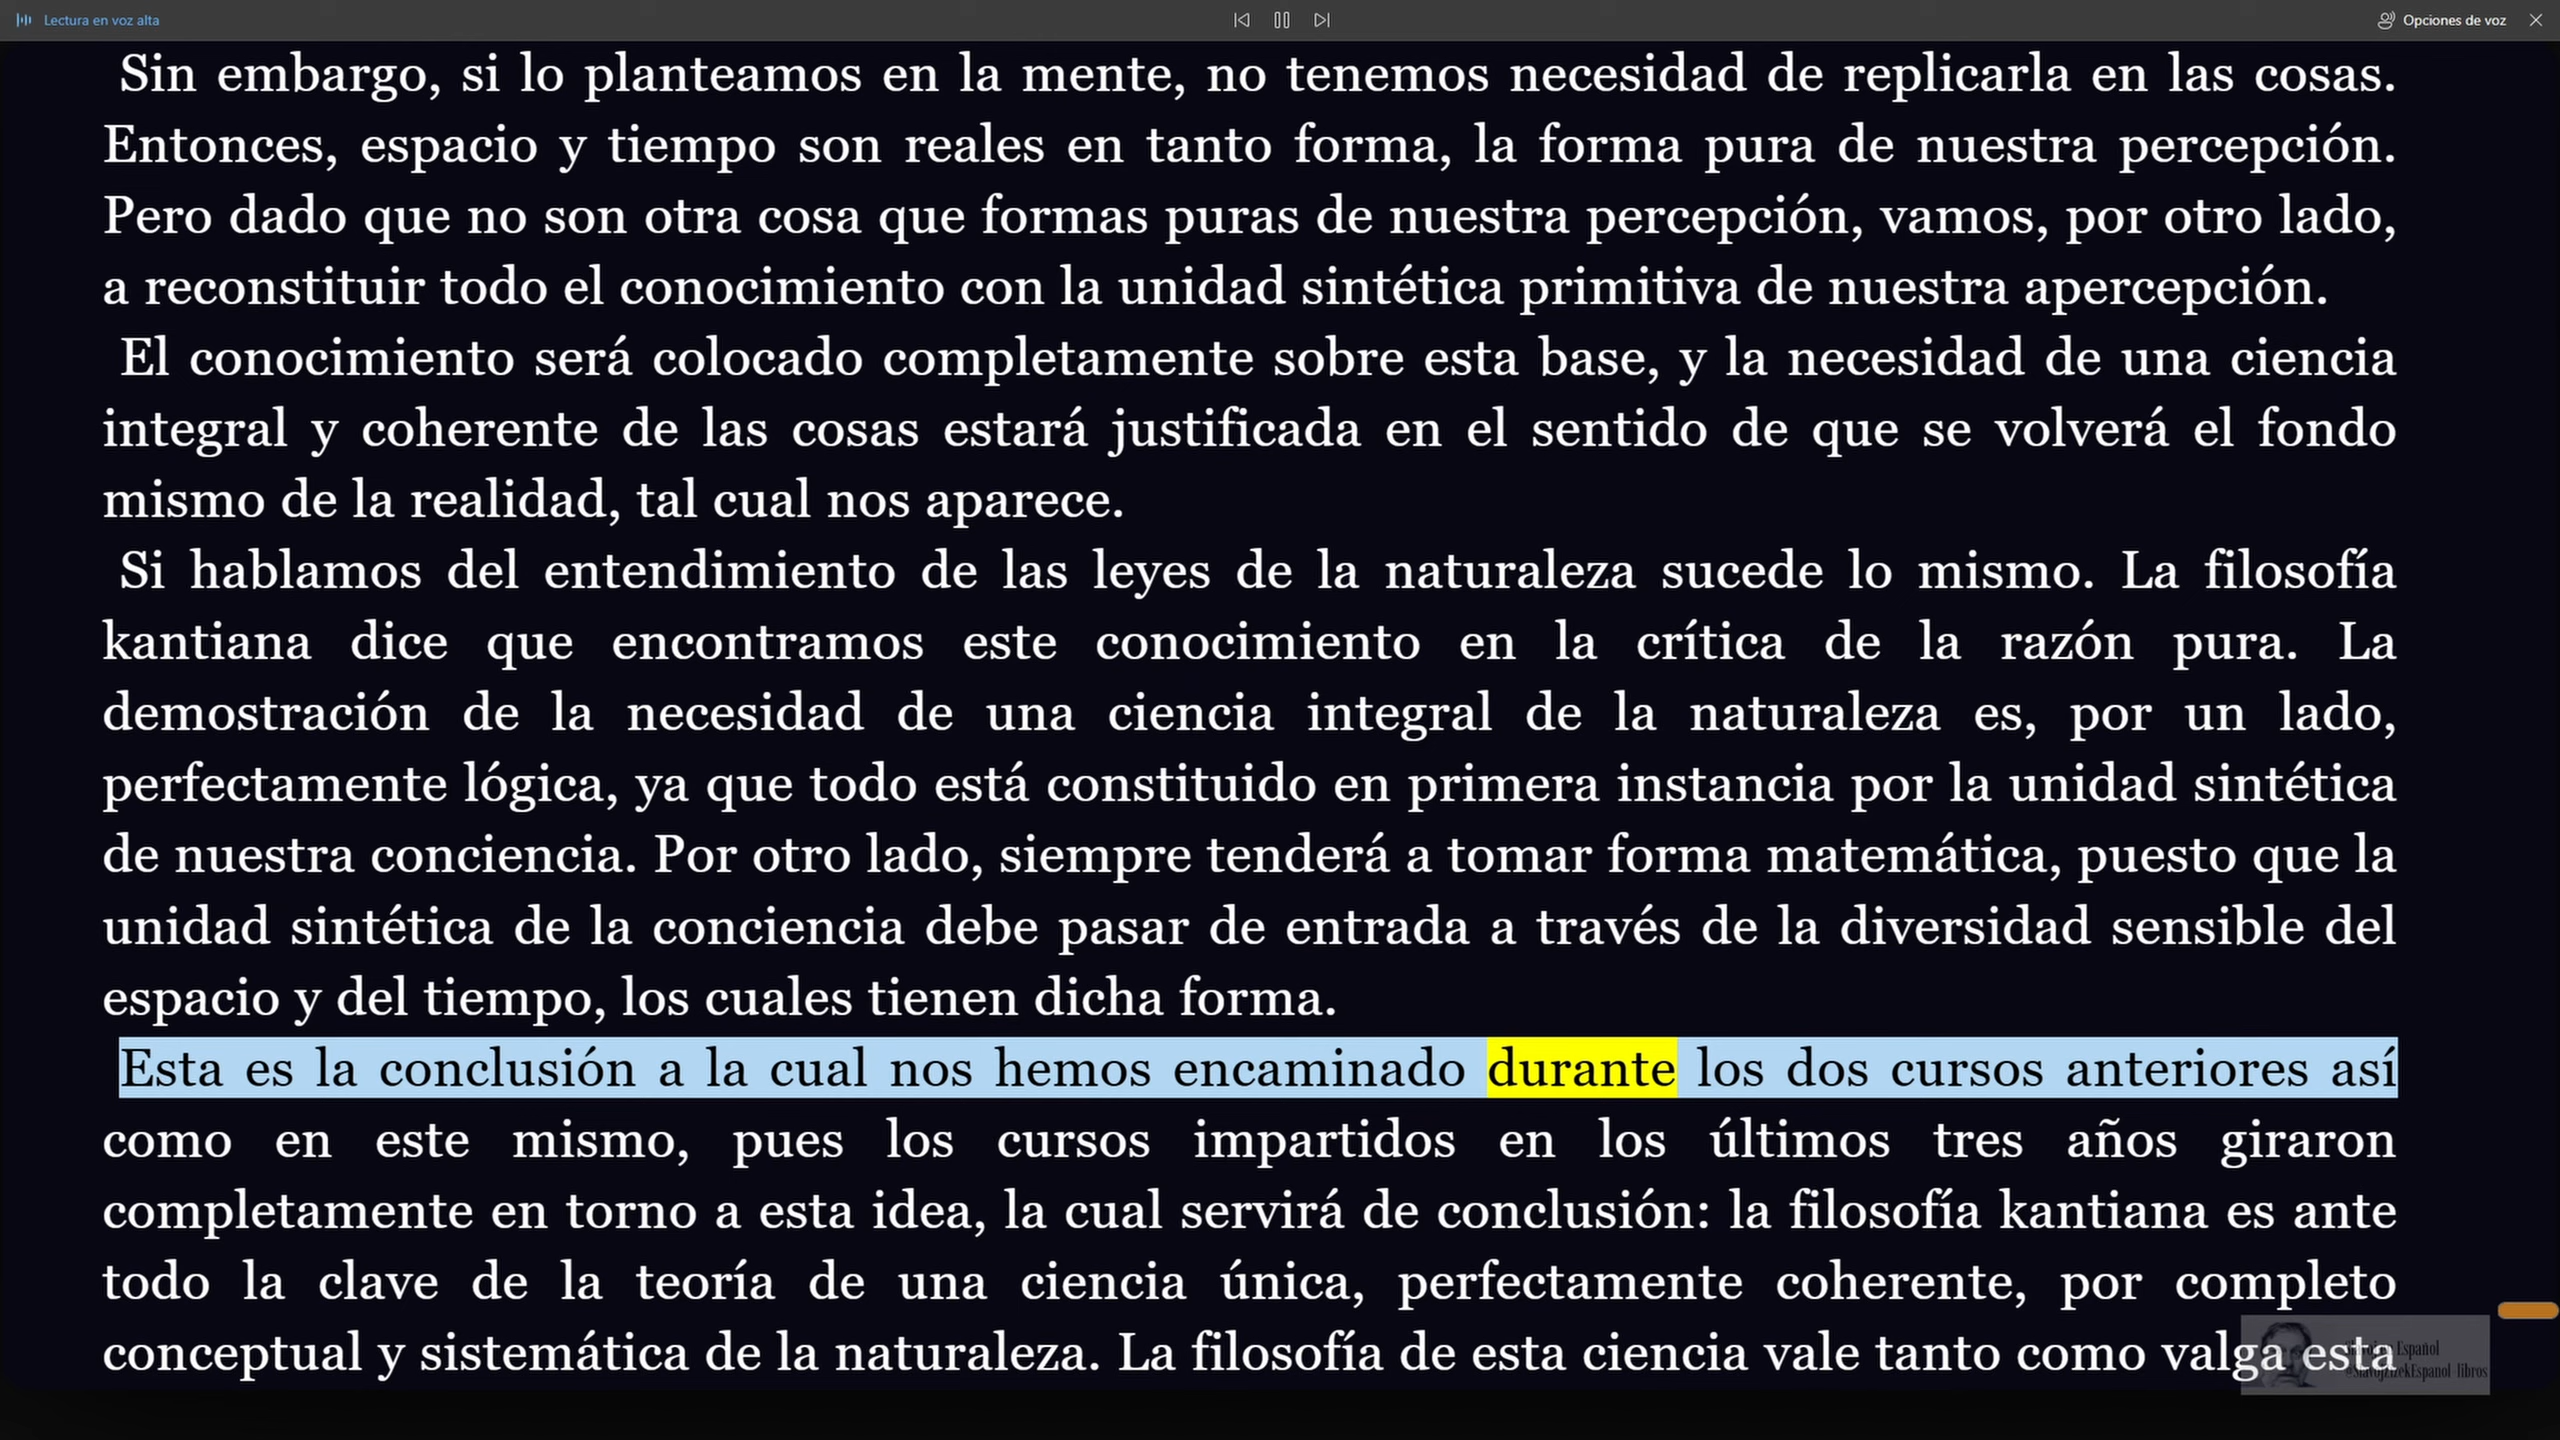 Lectura en voz alta
Opciones de voz
Sin embargo, si lo planteamos en la mente, no tenemos necesidad de replicarla en las cosas.
Entonces, espacio y tiempo son reales en tanto forma, la forma pura de nuestra percepción.
Pero dado que no son otra cosa que formas puras de nuestra percepción, vamos, por otro lado,
a reconstituir todo el conocimiento con la unidad sintética primitiva de nuestra apercepción.
El conocimiento será colocado completamente sobre esta base, y la necesidad de una ciencia
integral y coherente de las cosas estará justificada en el sentido de que se volverá el fondo
mismo de la realidad, tal cual nos aparece.
Si hablamos del entendimiento de las leyes de la naturaleza sucede lo mismo. La filosofía
kantiana dice que encontramos este conocimiento en la crítica de la razón pura. La
demostración de la necesidad de una ciencia integral de la naturaleza es, por un lado,
perfectamente lógica, ya que todo está constituido en primera instancia por la unidad sintética
de nuestra conciencia. Por otro lado, siempre tenderá a tomar forma matemática, puesto que la
unidad sintética de la conciencia debe pasar de entrada a través de la diversidad sensible del
espacio y del tiempo, los cuales tienen dicha forma.
Esta es la conclusión a la cual nos hemos encaminado durante los dos cursos anteriores así
como en este mismo, pues los cursos impartidos en los últimos tres años giraron
completamente en torno a esta idea, la cual servirá de conclusión: la filosofía kantiana es ante
todo la clave de la teoría de una ciencia única, perfectamente coherente, por completo
conceptual y sistemática de la naturaleza. La filosofía de esta ciencia vale tanto como valga esta
Español